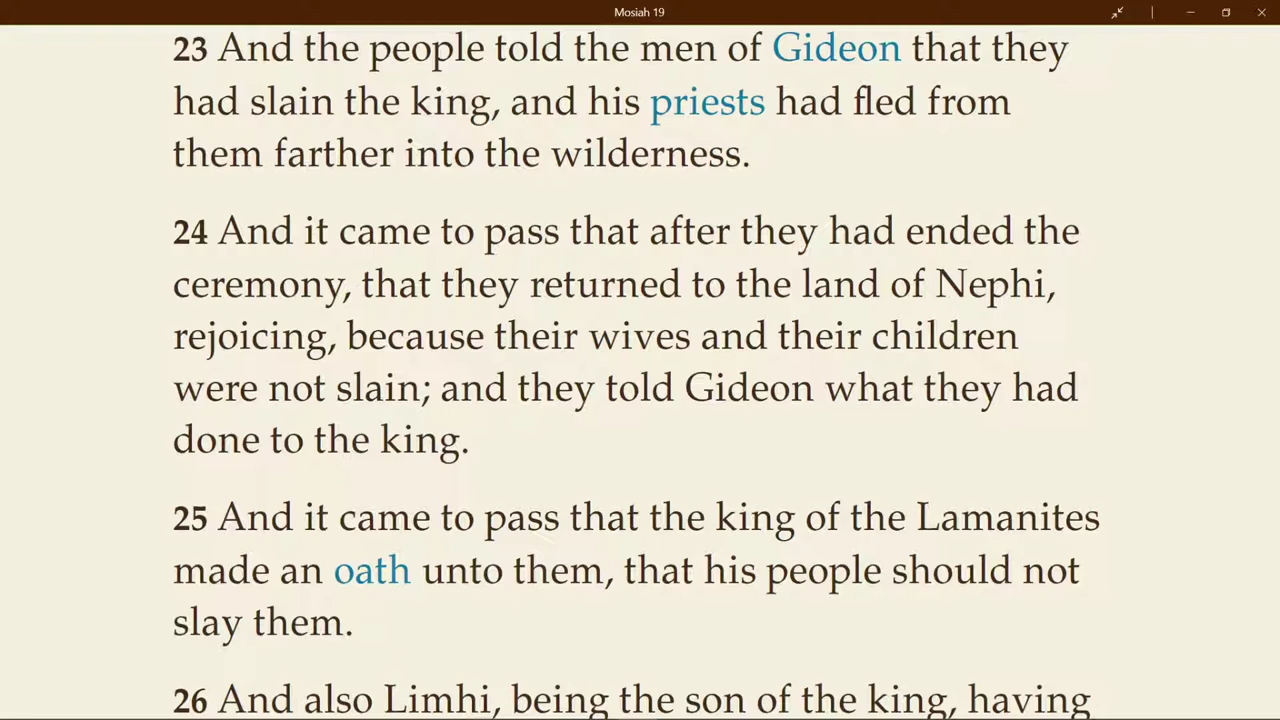 Mosiah 19
23 And the people told the men of Gideon that they
had slain the king, and his priests had fled from
them farther into the wilderness.
24 And it came to pass that after they had ended the
ceremony, that they returned to the land of Nephi,
rejoicing, because their wives and their children
were not slain; and they told Gideon what they had
done to the king.
25 And it came to pass that the king of the Lamanites
made an oath unto them, that his people should not
slay them.
26 And also Limhi, being the son of the king, having